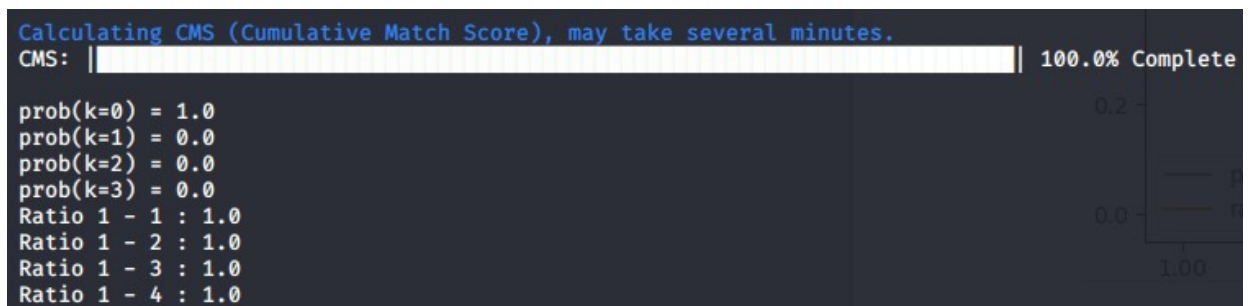 Calculating CMS (Cumulative Match Score), may take several minutes.
CMS: || 100.0% Complete
prob(k=0) = 1.0
prob(k=1) = 0.0
prob(k=2) = 0.0
prob(k=3) = 0.0
Ratio 1 - 1 : 1.0
Ratio 1 - 2 : 1.0
Ratio 1 - 3 : 1.0
Ratio 1 - 4 : 1.0
0.2
0.0
1.00